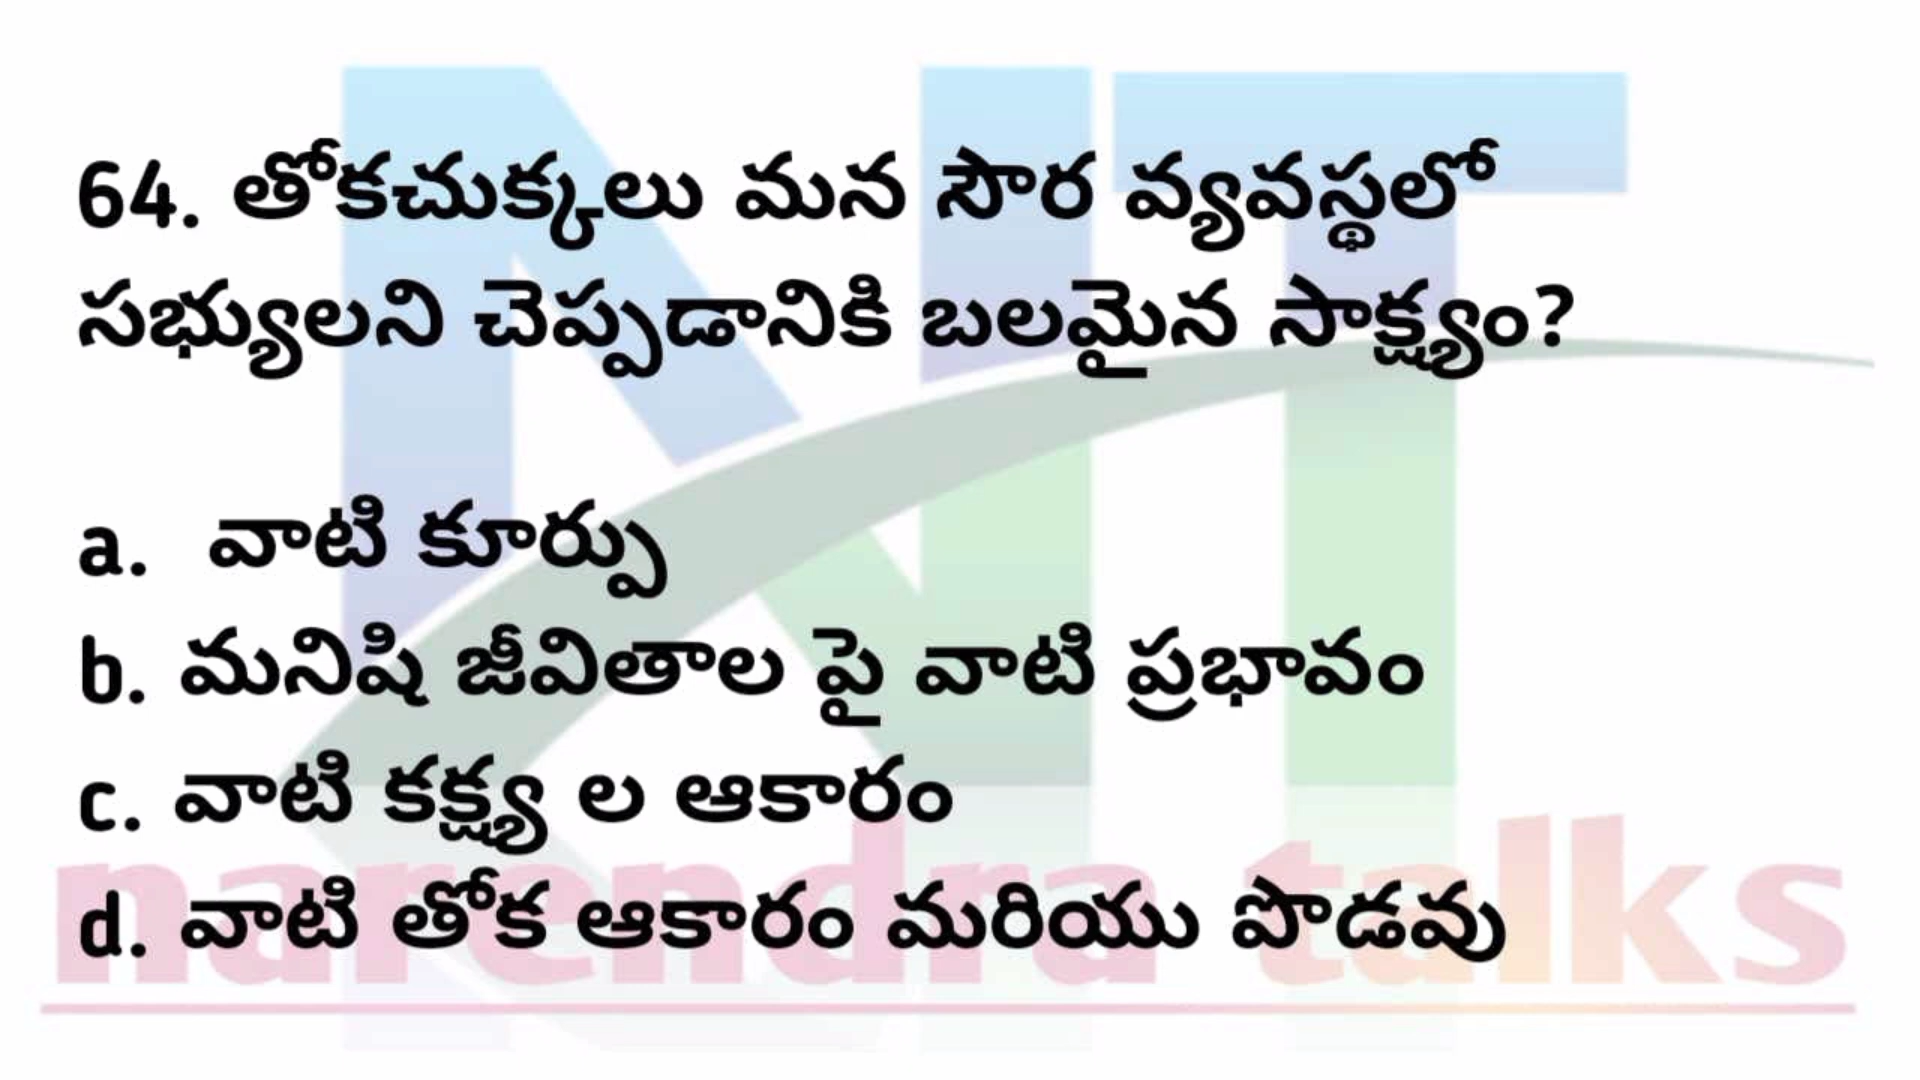 64. తోకచుక్కలు మన సౌర వ్యవస్థలో
సభ్యులని చెప్పడానికి బలమైన సాక్ష్యం?
a. వాటి కూర్పు
b. మనిషి జీవితాల పై వాటి ప్రభావం
c. వాటి కక్ష్య ల ఆకారం
d. వాటి తోక ఆకారం మరియు పొడవు
NT
narendra talks